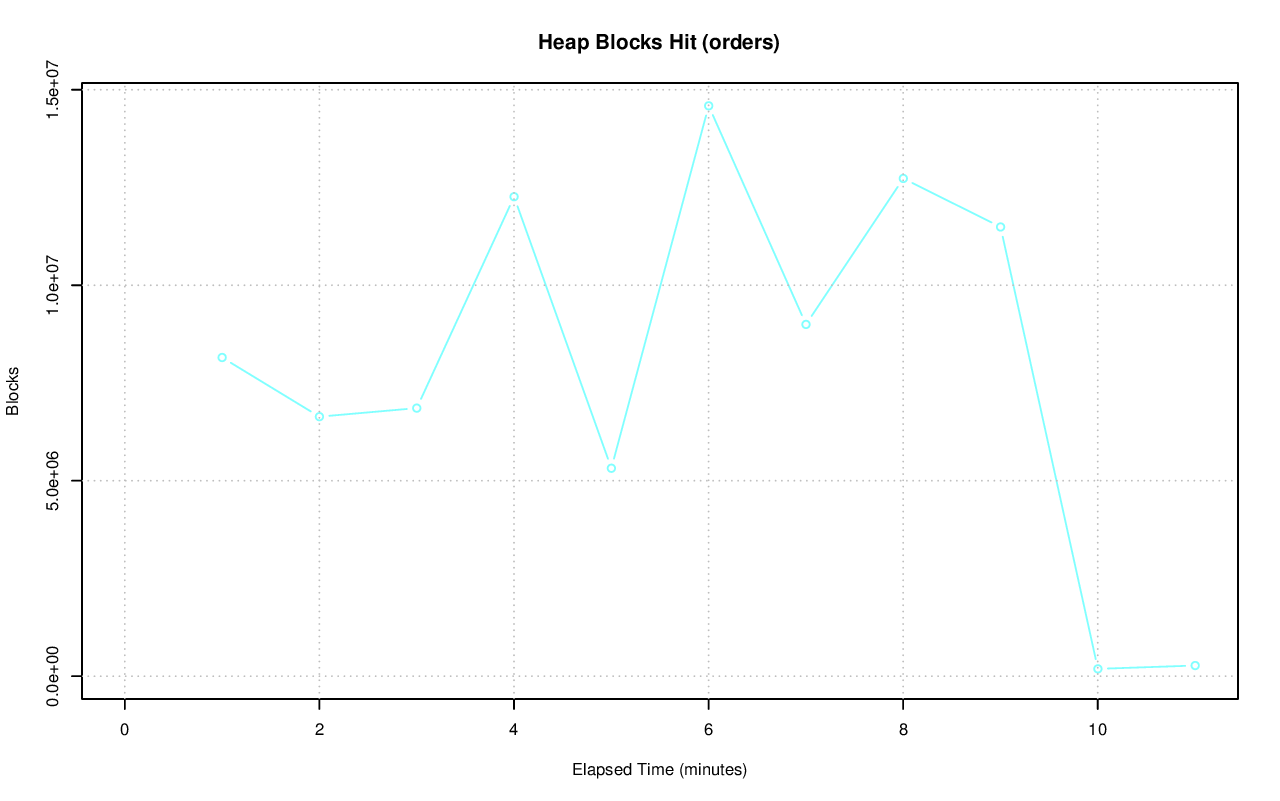 Heap Blocks Hit (orders)
1.5e+07
1.0e+07
5.0e+06
0.0e+00
Blocks
0 2 4 6 8 10
Elapsed Time (minutes)